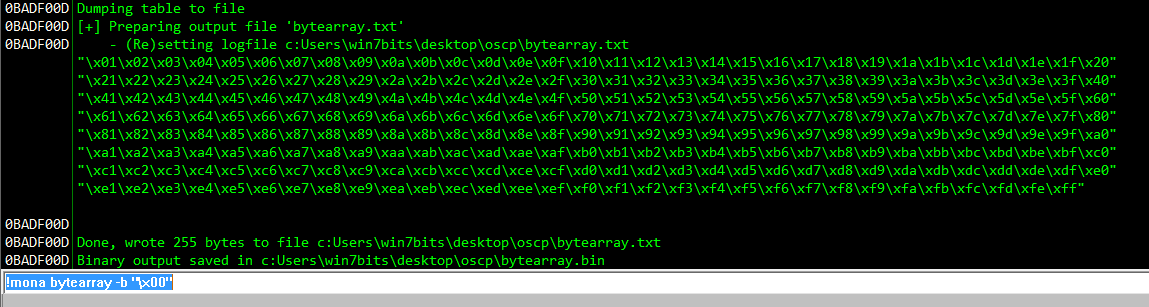 0BADF00D Dumping table to file
0BADF00D [+] Preparing output file 'bytearray.txt'
0BADF00D - (Re)setting logfile c:Users\win7bits\desktop\oscp\bytearray.txt
"\x01\x02\x03\x04\x05\x06\x07\x08\x09\x0a\x0b\x0c\x0d\x0e\x0f\x10\x11\x12\x13\x14\x15\x16\x17\x18\x19\x1a\x1b\x1c\x1d\x1e\x1f\x20"
"\x21\x22\x23\x24\x25\x26\x27\x28\x29\x2a\x2b\x2c\x2d\x2e\x2f\x30\x31\x32\x33\x34\x35\x36\x37\x38\x39\x3a\x3b\x3c\x3d\x3e\x3f\x40"
"\x41\x42\x43\x44\x45\x46\x47\x48\x49\x4a\x4b\x4c\x4d\x4e\x4f\x50\x51\x52\x53\x54\x55\x56\x57\x58\x59\x5a\x5b\x5c\x5d\x5e\x5f\x60"
"\x61\x62\x63\x64\x65\x66\x67\x68\x69\x6a\x6b\x6c\x6d\x6e\x6f\x70\x71\x72\x73\x74\x75\x76\x77\x78\x79\x7a\x7b\x7c\x7d\x7e\x7f\x80"
"\x81\x82\x83\x84\x85\x86\x87\x88\x89\x8a\x8b\x8c\x8d\x8e\x8f\x90\x91\x92\x93\x94\x95\x96\x97\x98\x99\x9a\x9b\x9c\x9d\x9e\x9f\xa0"
"\xa1\xa2\xa3\xa4\xa5\xa6\xa7\xa8\xa9\xaa\xab\xac\xad\xae\xaf\xb0\xb1\xb2\xb3\xb4\xb5\xb6\xb7\xb8\xb9\xba\xbb\xbc\xbd\xbe\xbf\xc0"
"\xc1\xc2\xc3\xc4\xc5\xc6\xc7\xc8\xc9\xca\xcb\xcc\xcd\xce\xcf\xd0\xd1\xd2\xd3\xd4\xd5\xd6\xd7\xd8\xd9\xda\xdb\xdc\xdd\xde\xdf\xe0"
"\xe1\xe2\xe3\xe4\xe5\xe6\xe7\xe8\xe9\xea\xeb\xec\xed\xee\xef\xf0\xf1\xf2\xf3\xf4\xf5\xf6\xf7\xf8\xf9\xfa\xfb\xfc\xfd\xfe\xff"
0BADF00D
0BADF00D Done, wrote 255 bytes to file c:Users\win7bits\desktop\oscp\bytearray.txt
0BADF00D Binary output saved in c:Users\win7bits\desktop\oscp\bytearray.bin
!mona bytearray -b "\x00"